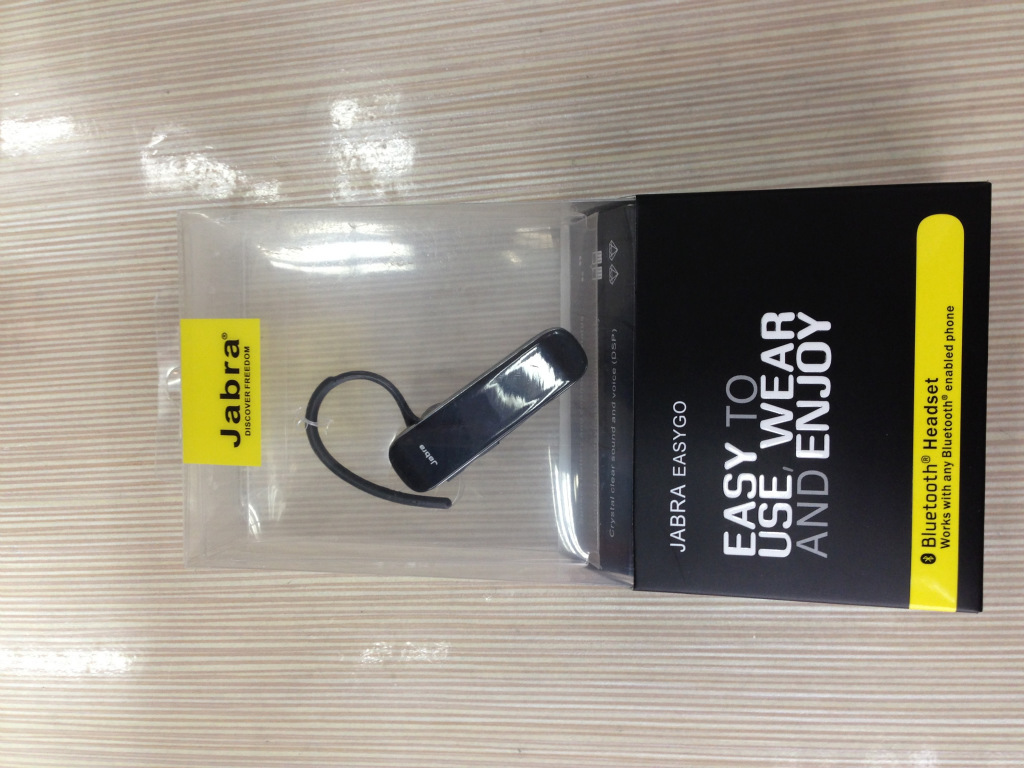 Jabra®
DISCOVER FREEDOM
Jabra
Crystal clear sound and voice (DSP)
JABRA EASYGO
EASY TO
USE, WEAR
AND ENJOY
Bluetooth® Headset
Works with any Bluetooth® enabled phone